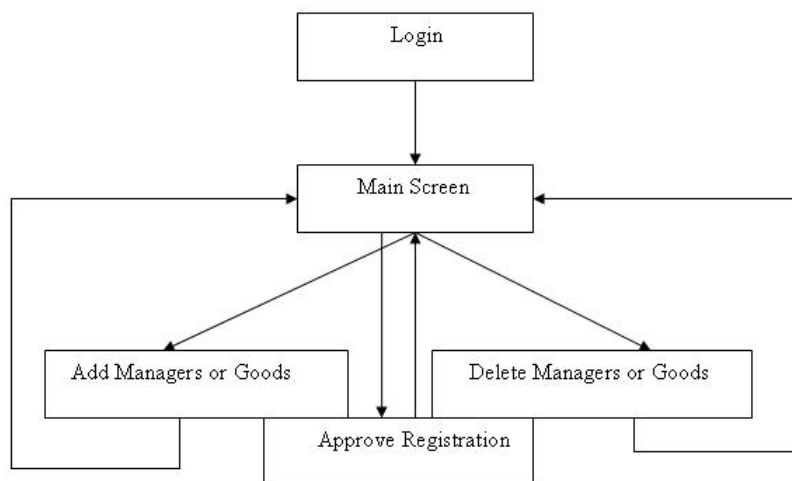 Login
Main Screen
Add Managers or Goods
Delete Managers or Goods
Approve Registration